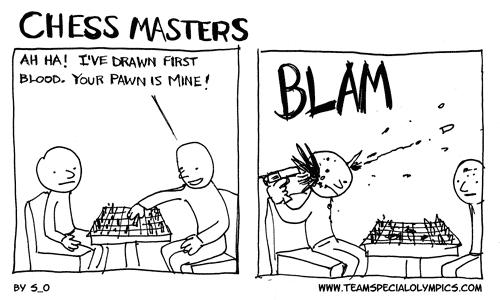 CHESS MASTERS
AH HA! I'VE DRAWN FIRST
BLOOD. YOUR PAWN IS MINE!
BLAM
BY S_O
WWW.TEAMSPECIALOLYMPICS.COM